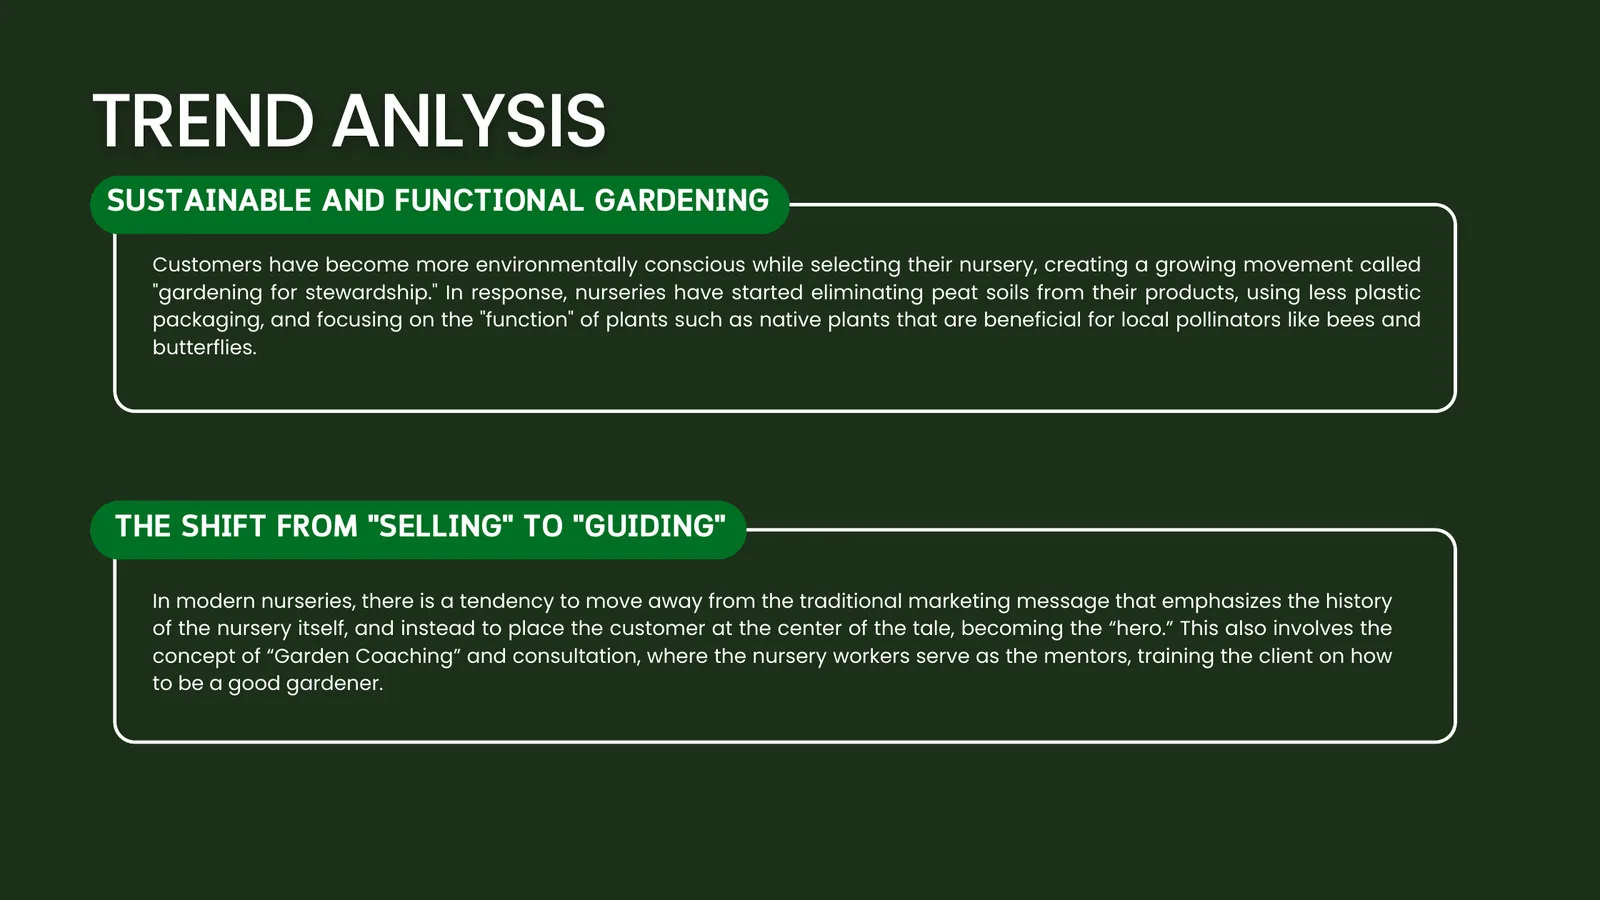 TREND ANLYSIS
SUSTAINABLE AND FUNCTIONAL GARDENING
Customers have become more environmentally conscious while selecting their nursery, creating a growing movement called
"gardening for stewardship." In response, nurseries have started eliminating peat soils from their products, using less plastic
packaging, and focusing on the "function" of plants such as native plants that are beneficial for local pollinators like bees and
butterflies.
THE SHIFT FROM "SELLING" TO "GUIDING"
In modern nurseries, there is a tendency to move away from the traditional marketing message that emphasizes the history
of the nursery itself, and instead to place the customer at the center of the tale, becoming the “hero.” This also involves the
concept of “Garden Coaching” and consultation, where the nursery workers serve as the mentors, training the client on how
to be a good gardener.